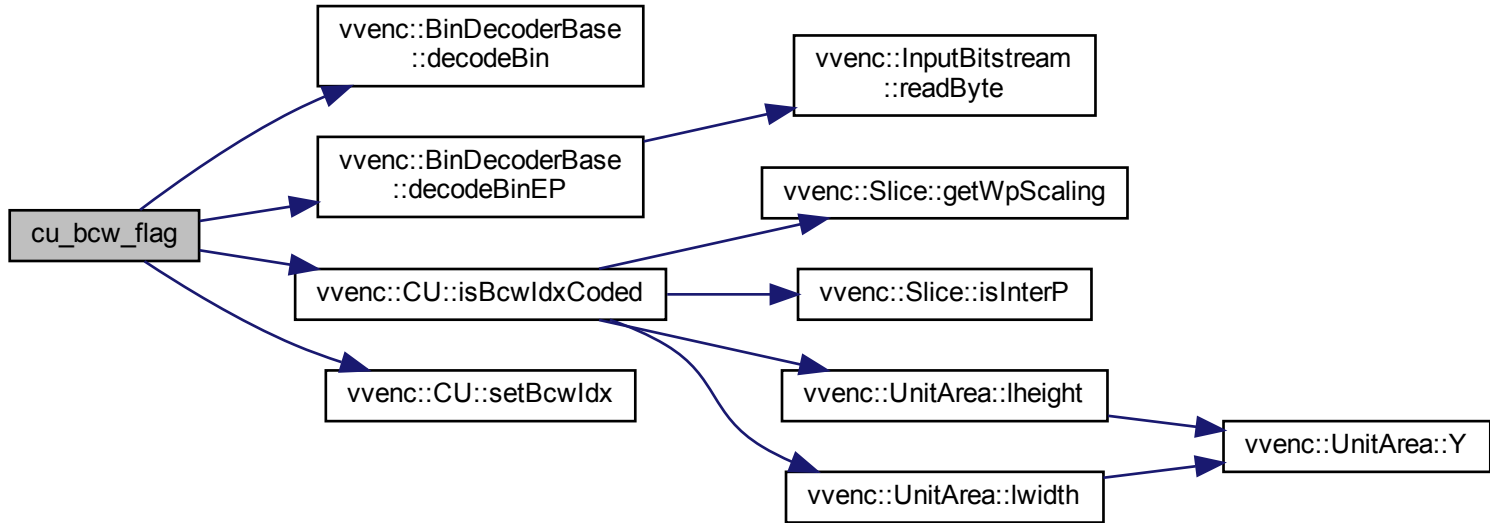 cu_bcw_flag
vvenc::BinDecoderBase
::decodeBin
vvenc::BinDecoderBase
::decodeBinEP
vvenc::CU::isBcwIdxCoded
vvenc::CU::setBcwIdx
vvenc::InputBitstream
::readByte
vvenc::Slice::getWpScaling
vvenc::Slice::isInterP
vvenc::UnitArea::lheight
vvenc::UnitArea::lwidth
vvenc::UnitArea::Y